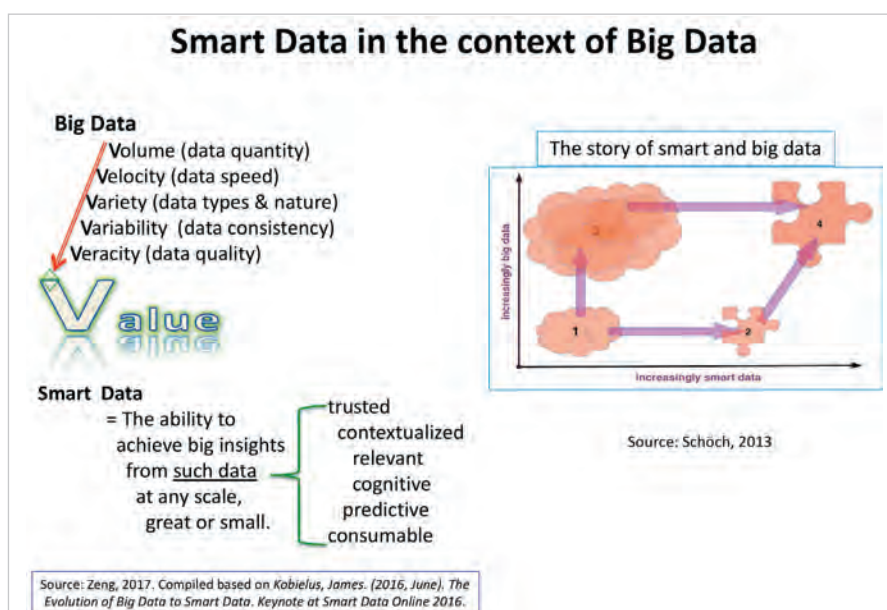 Smart Data in the context of Big Data
Big Data
Volume (data quantity)
Velocity (data speed)
Variety (data types & nature)
Variability (data consistency)
Veracity (data quality)
Value
Smart Data
= The ability to
achieve big insights
from such data
at any scale,
great or small.
trusted
contextualized
relevant
cognitive
predictive
consumable
Source: Zeng, 2017. Compiled based on Kobielus, James. (2016, June). The
Evolution of Big Data to Smart Data. Keynote at Smart Data Online 2016.
The story of smart and big data
increasingly big data
3
4
1
2
increasingly smart data
Source: Schöch, 2013